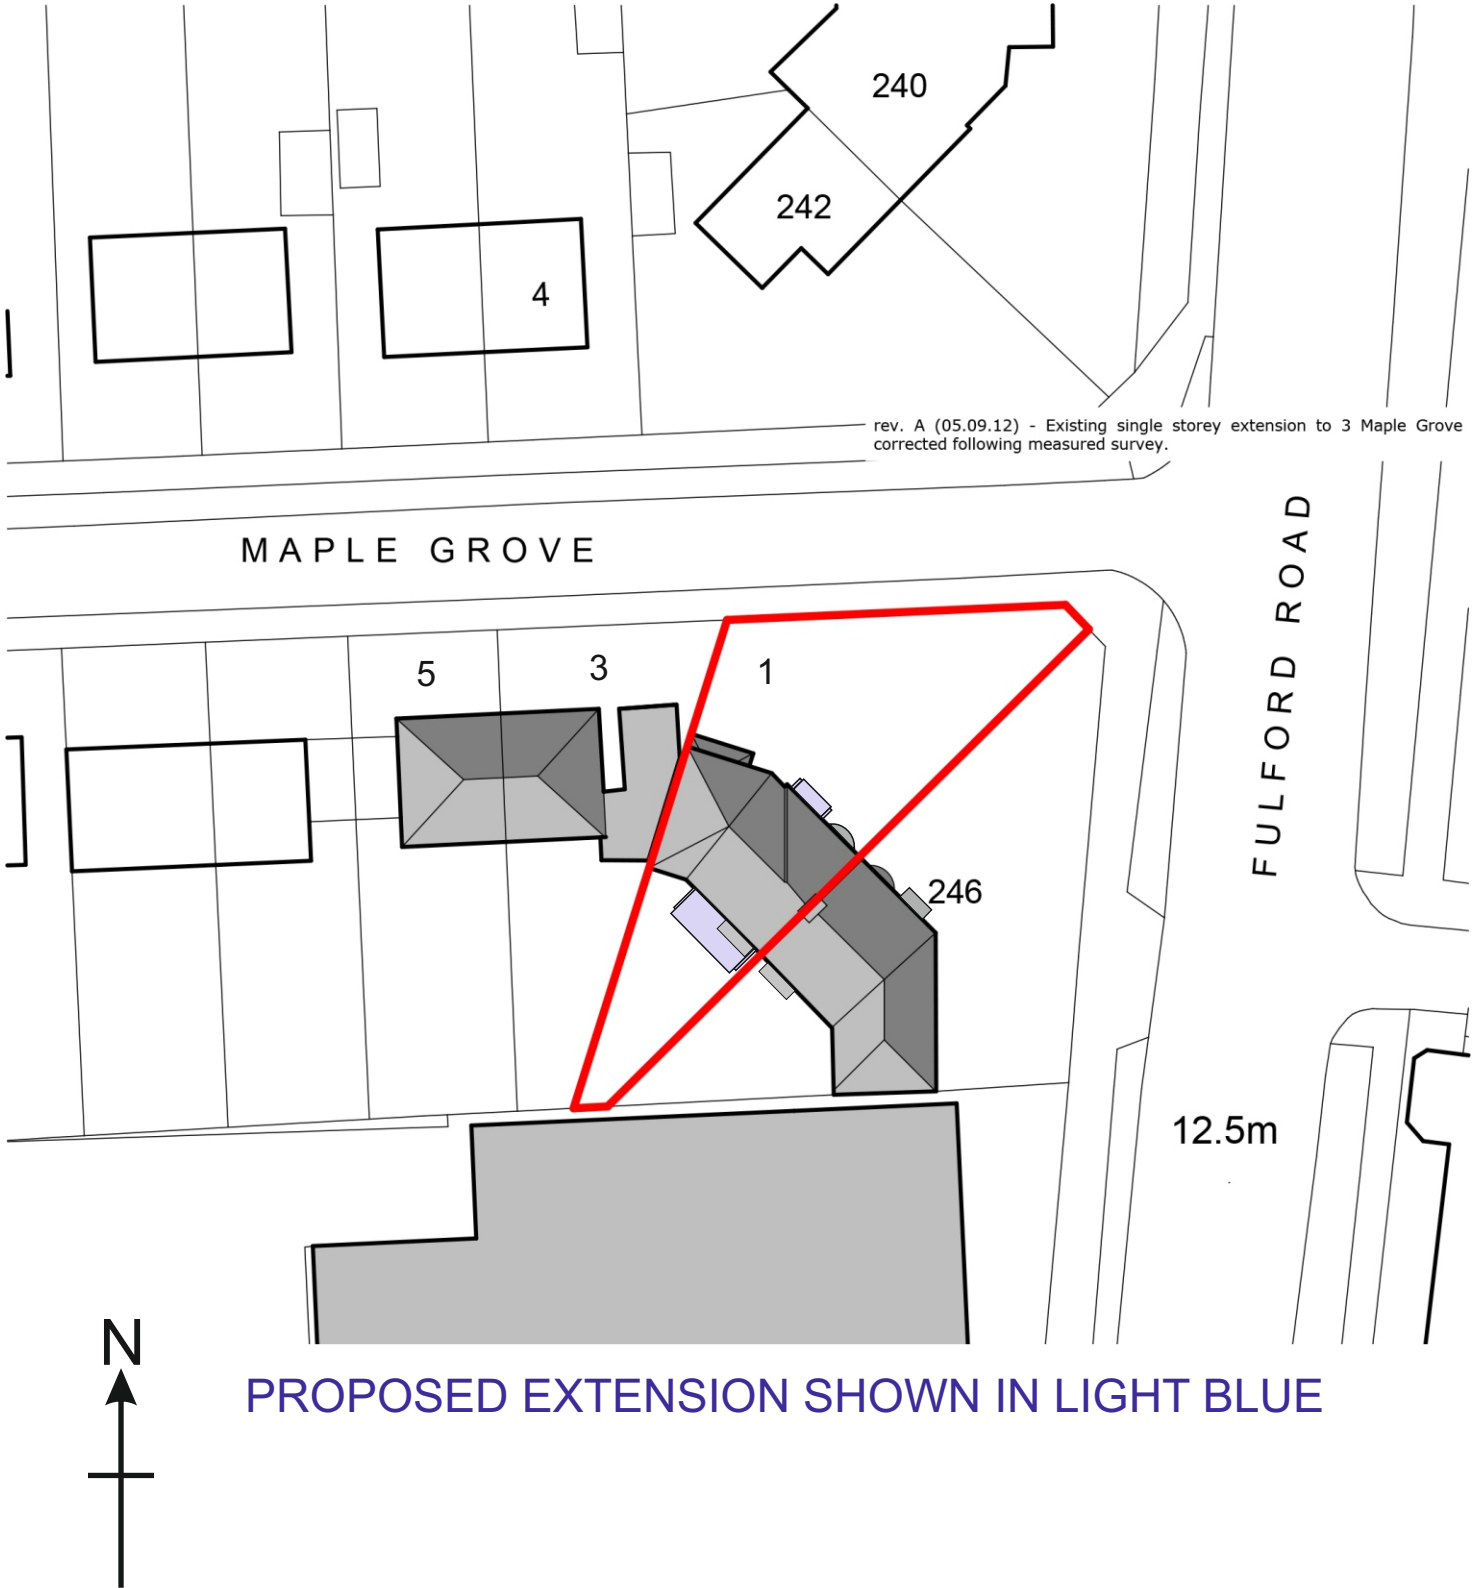 240
242
4
rev. A (05.09.12) - Existing single storey extension to 3 Maple Grove
corrected following measured survey.
MAPLE GROVE
FULFORD ROAD
5
3
1
246
12.5m
N
PROPOSED EXTENSION SHOWN IN LIGHT BLUE